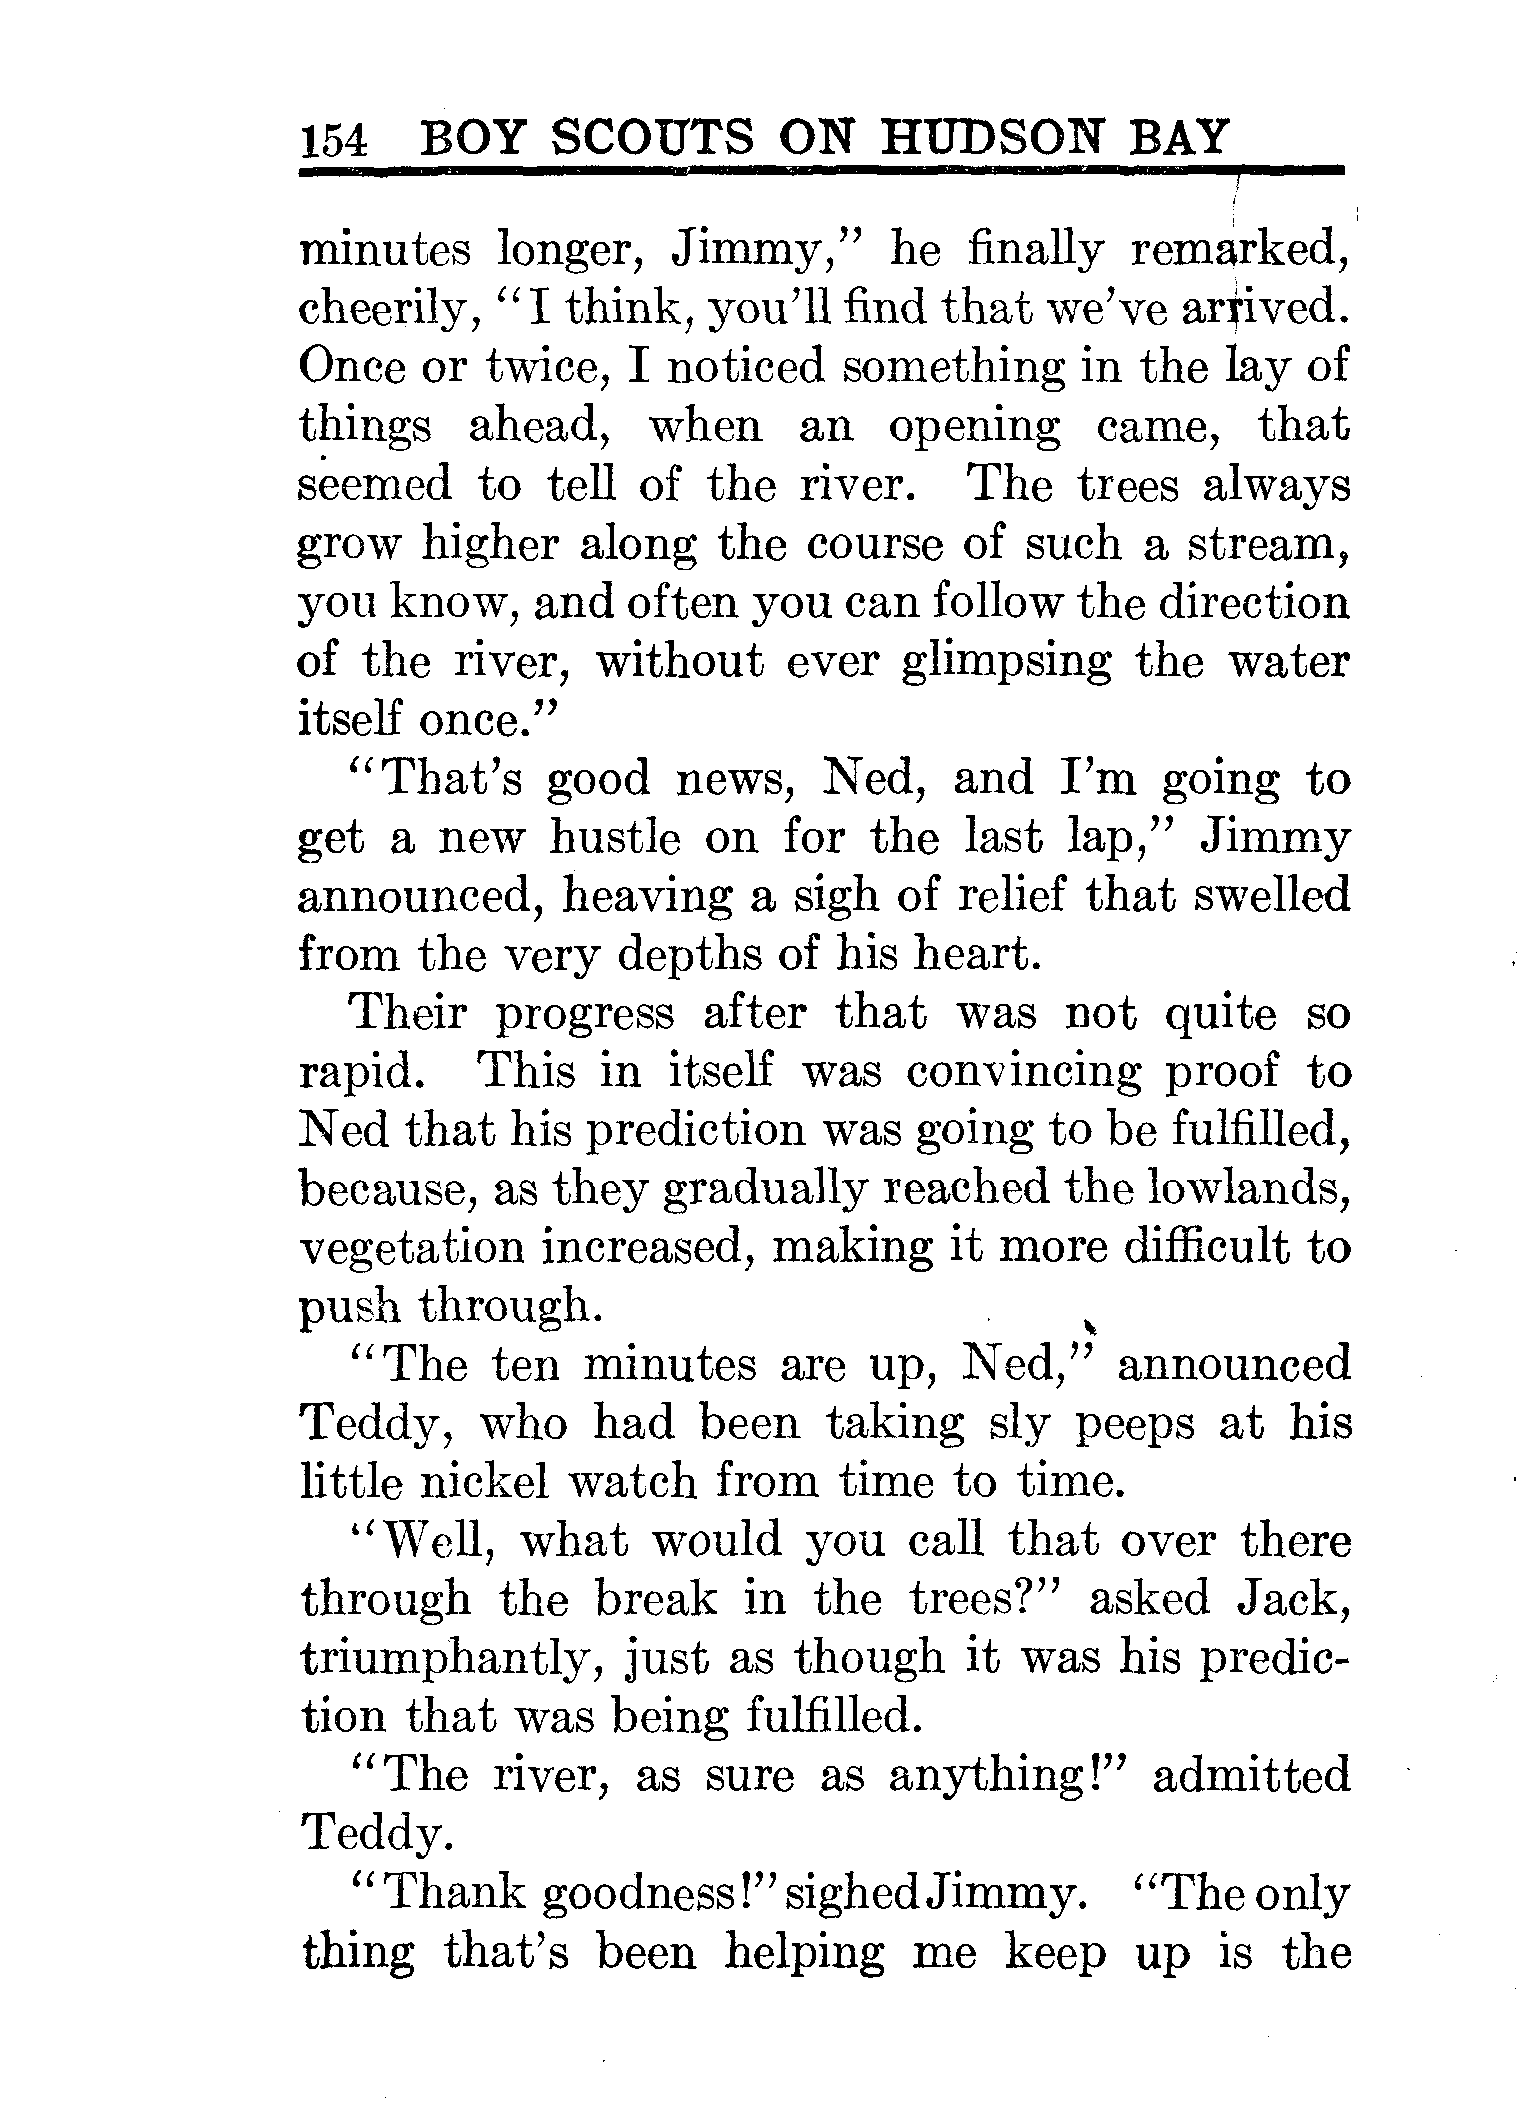 154 BOY SCOUTS ON HUDSON BAY
minutes longer, Jimmy,” he finally remarked,
cheerily, “I think, you’ll find that we’ve arrived.
Once or twice, I noticed something in the lay of
things ahead, when an opening came, that
seemed to tell of the river. The trees always
grow higher along the course of such a stream,
you know, and often you can follow the direction
of the river, without ever glimpsing the water
itself once.”
“That’s good news, Ned, and I’m going to
get a new hustle on for the last lap,” Jimmy
announced, heaving a sigh of relief that swelled
from the very depths of his heart.
Their progress after that was not quite so
rapid. This in itself was convincing proof to
Ned that his prediction was going to be fulfilled,
because, as they gradually reached the lowlands,
vegetation increased, making it more difficult to
push through.
“The ten minutes are up, Ned,” announced
Teddy, who had been taking sly peeps at his
little nickel watch from time to time.
“Well, what would you call that over there
through the break in the trees?” asked Jack,
triumphantly, just as though it was his predic-
tion that was being fulfilled.
“The river, as sure as anything!” admitted
Teddy.
“Thank goodness!” sighed Jimmy. “The only
thing that’s been helping me keep up is the